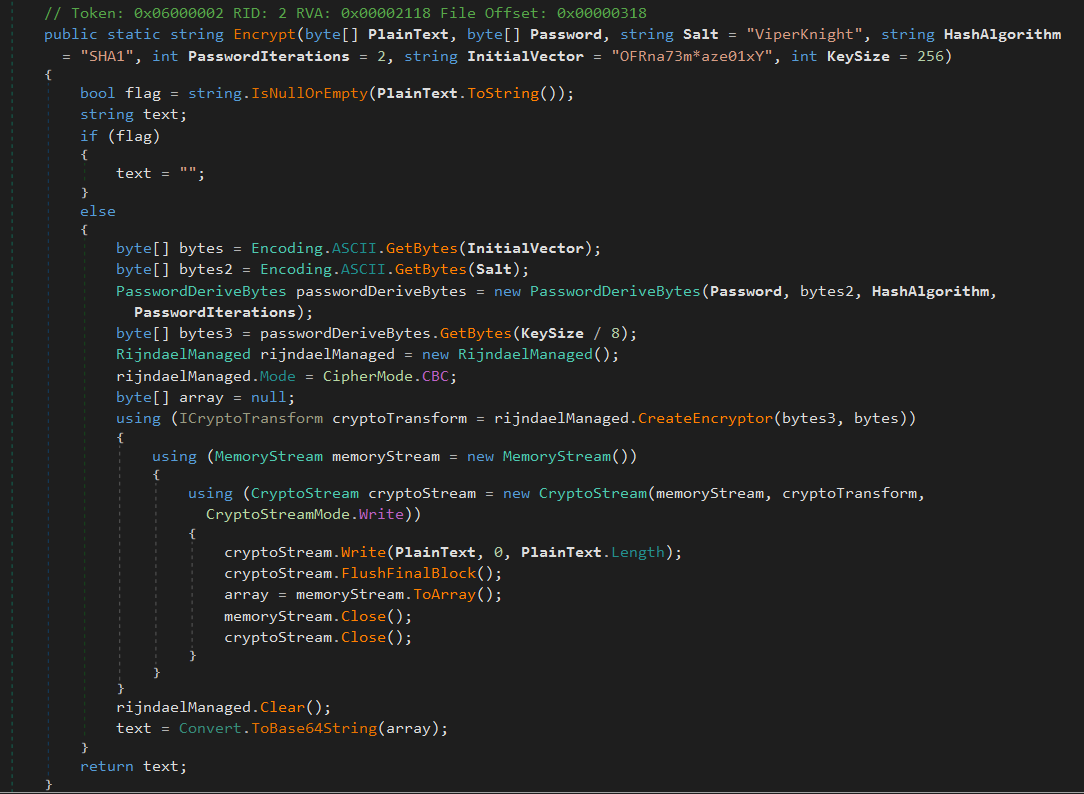 // Token: 0x06000002 RID: 2 RVA: 0x00002118 File Offset: 0x00000318
public static string Encrypt(byte[] PlainText, byte[] Password, string Salt = "ViperKnight", string HashAlgorithm
= "SHA1", int PasswordIterations = 2, string InitialVector = "OFRna73m*aze01xY", int KeySize = 256)
{
bool flag = string.IsNullOrEmpty(PlainText.ToString());
string text;
if (flag)
{
text = "";
}
else
{
byte[] bytes = Encoding.ASCII.GetBytes(InitialVector);
byte[] bytes2 = Encoding.ASCII.GetBytes(Salt);
PasswordDeriveBytes passwordDeriveBytes = new PasswordDeriveBytes(Password, bytes2, HashAlgorithm,
PasswordIterations);
byte[] bytes3 = passwordDeriveBytes.GetBytes(KeySize / 8);
RijndaelManaged rijndaelManaged = new RijndaelManaged();
rijndaelManaged.Mode = CipherMode.CBC;
byte[] array = null;
using (ICryptoTransform cryptoTransform = rijndaelManaged.CreateEncryptor(bytes3, bytes))
{
using (MemoryStream memoryStream = new MemoryStream())
{
using (CryptoStream cryptoStream = new CryptoStream(memoryStream, cryptoTransform,
CryptoStreamMode.Write))
{
cryptoStream.Write(PlainText, 0, PlainText.Length);
cryptoStream.FlushFinalBlock();
array = memoryStream.ToArray();
memoryStream.Close();
cryptoStream.Close();
}
}
}
rijndaelManaged.Clear();
text = Convert.ToBase64String(array);
}
return text;
}